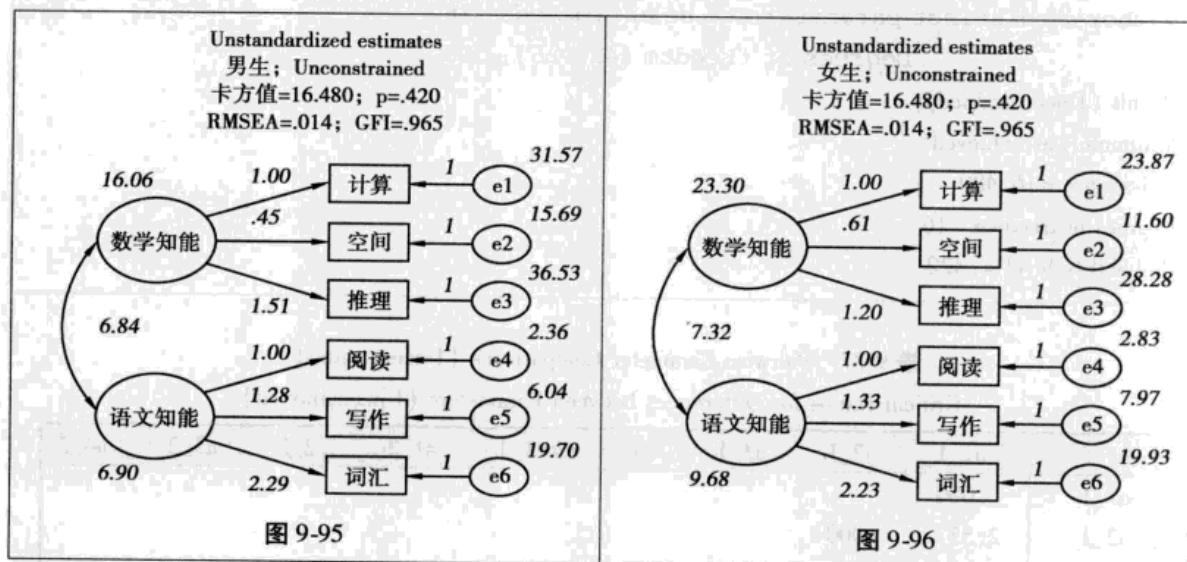 Unstandardized estimates
男生；Unconstrained
卡方值=16.480；p=.420
RMSEA=.014；GFI=.965
16.06
数学知能
1.00
.45
1.51
计算
空间
推理
1
1
1
e1
e2
e3
31.57
15.69
36.53
6.84
语文知能
6.90
1.00
1.28
2.29
阅读
写作
词汇
1
1
1
e4
e5
e6
2.36
6.04
19.70
图 9-95
Unstandardized estimates
女生；Unconstrained
卡方值=16.480；p=.420
RMSEA=.014；GFI=.965
23.30
数学知能
1.00
.61
1.20
计算
空间
推理
1
1
1
e1
e2
e3
23.87
11.60
28.28
7.32
语文知能
9.68
1.00
1.33
2.23
阅读
写作
词汇
1
1
1
e4
e5
e6
2.83
7.97
19.93
图 9-96